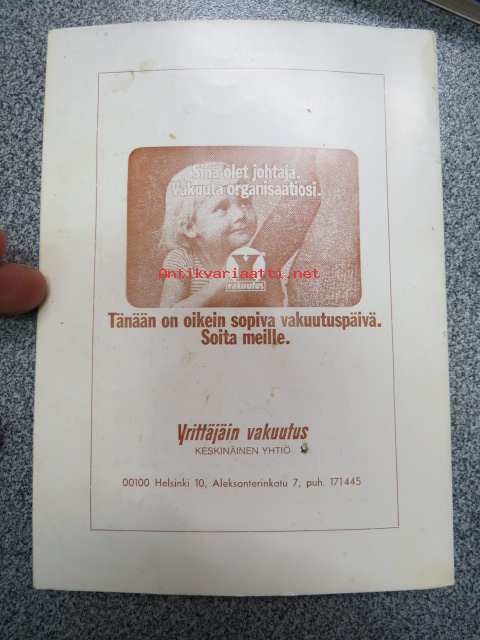 Sinä olet johtaja.
Vakuuta organisaatiosi.
Y
vakuutus
Antikvariaatti.net
Tänään on oikein sopiva vakuutuspäivä.
Soita meille.
Yrittäjäin vakuutus
KESKINÄINEN YHTIÖ
00100 Helsinki 10, Aleksanterinkatu 7, puh. 171445